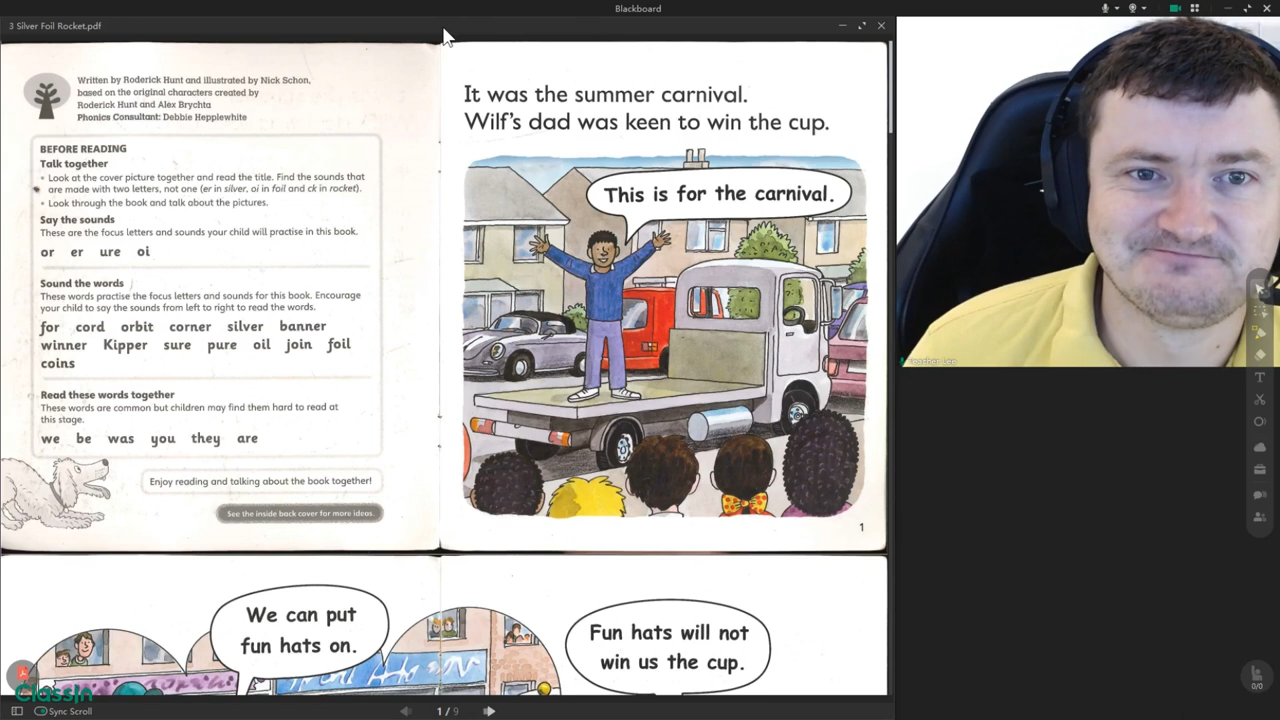 Blackboard
3 Silver Foil Rocket.pdf
Written by Roderick Hunt and illustrated by Nick Schon,
based on the original characters created by
Roderick Hunt and Alex Brychta
Phonics Consultant: Debbie Hepplewhite
BEFORE READING
Talk together
• Look at the cover picture together and read the title. Find the sounds that
are made with two letters, not one (er in silver, oi in foil and ck in rocket).
• Look through the book and talk about the pictures.
Say the sounds
These are the focus letters and sounds your child will practise in this book.
or er ure oi
Sound the words
These words practise the focus letters and sounds for this book. Encourage
your child to say the sounds from left to right to read the words.
for cord orbit corner silver banner
winner Kipper sure pure oil join foil
coins
Read these words together
These words are common but children may find them hard to read at
this stage.
we be was you they are
Enjoy reading and talking about the book together!
See the inside back cover for more ideas.
It was the summer carnival.
Wilf's dad was keen to win the cup.
This is for the carnival.
1
We can put
fun hats on.
Fun hats will not
win us the cup.
ClassIn
Sync Scroll
1 / 9
0/0